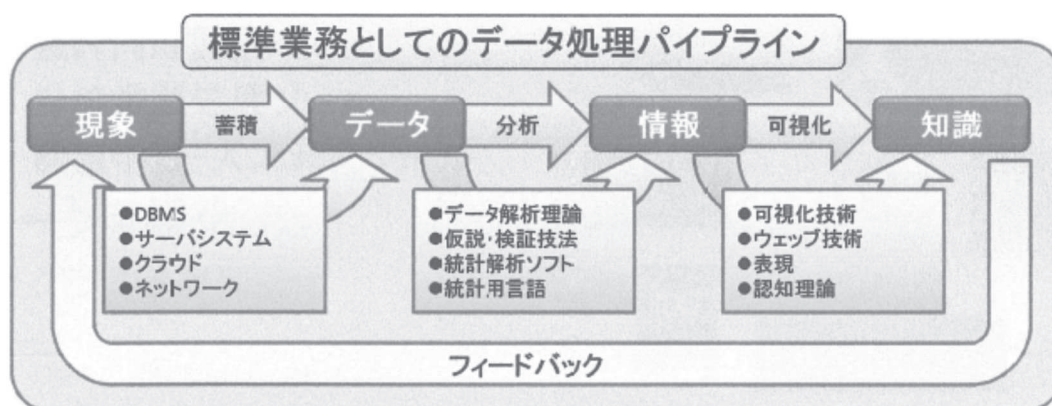 標準業務としてのデータ処理パイプライン
現象 蓄積 データ 分析 情報 可視化 知識
●DBMS
●サーバシステム
●クラウド
●ネットワーク
●データ解析理論
●仮説・検証技法
●統計解析ソフト
●統計用言語
●可視化技術
●ウェッブ技術
●表現
●認知理論
フィードバック